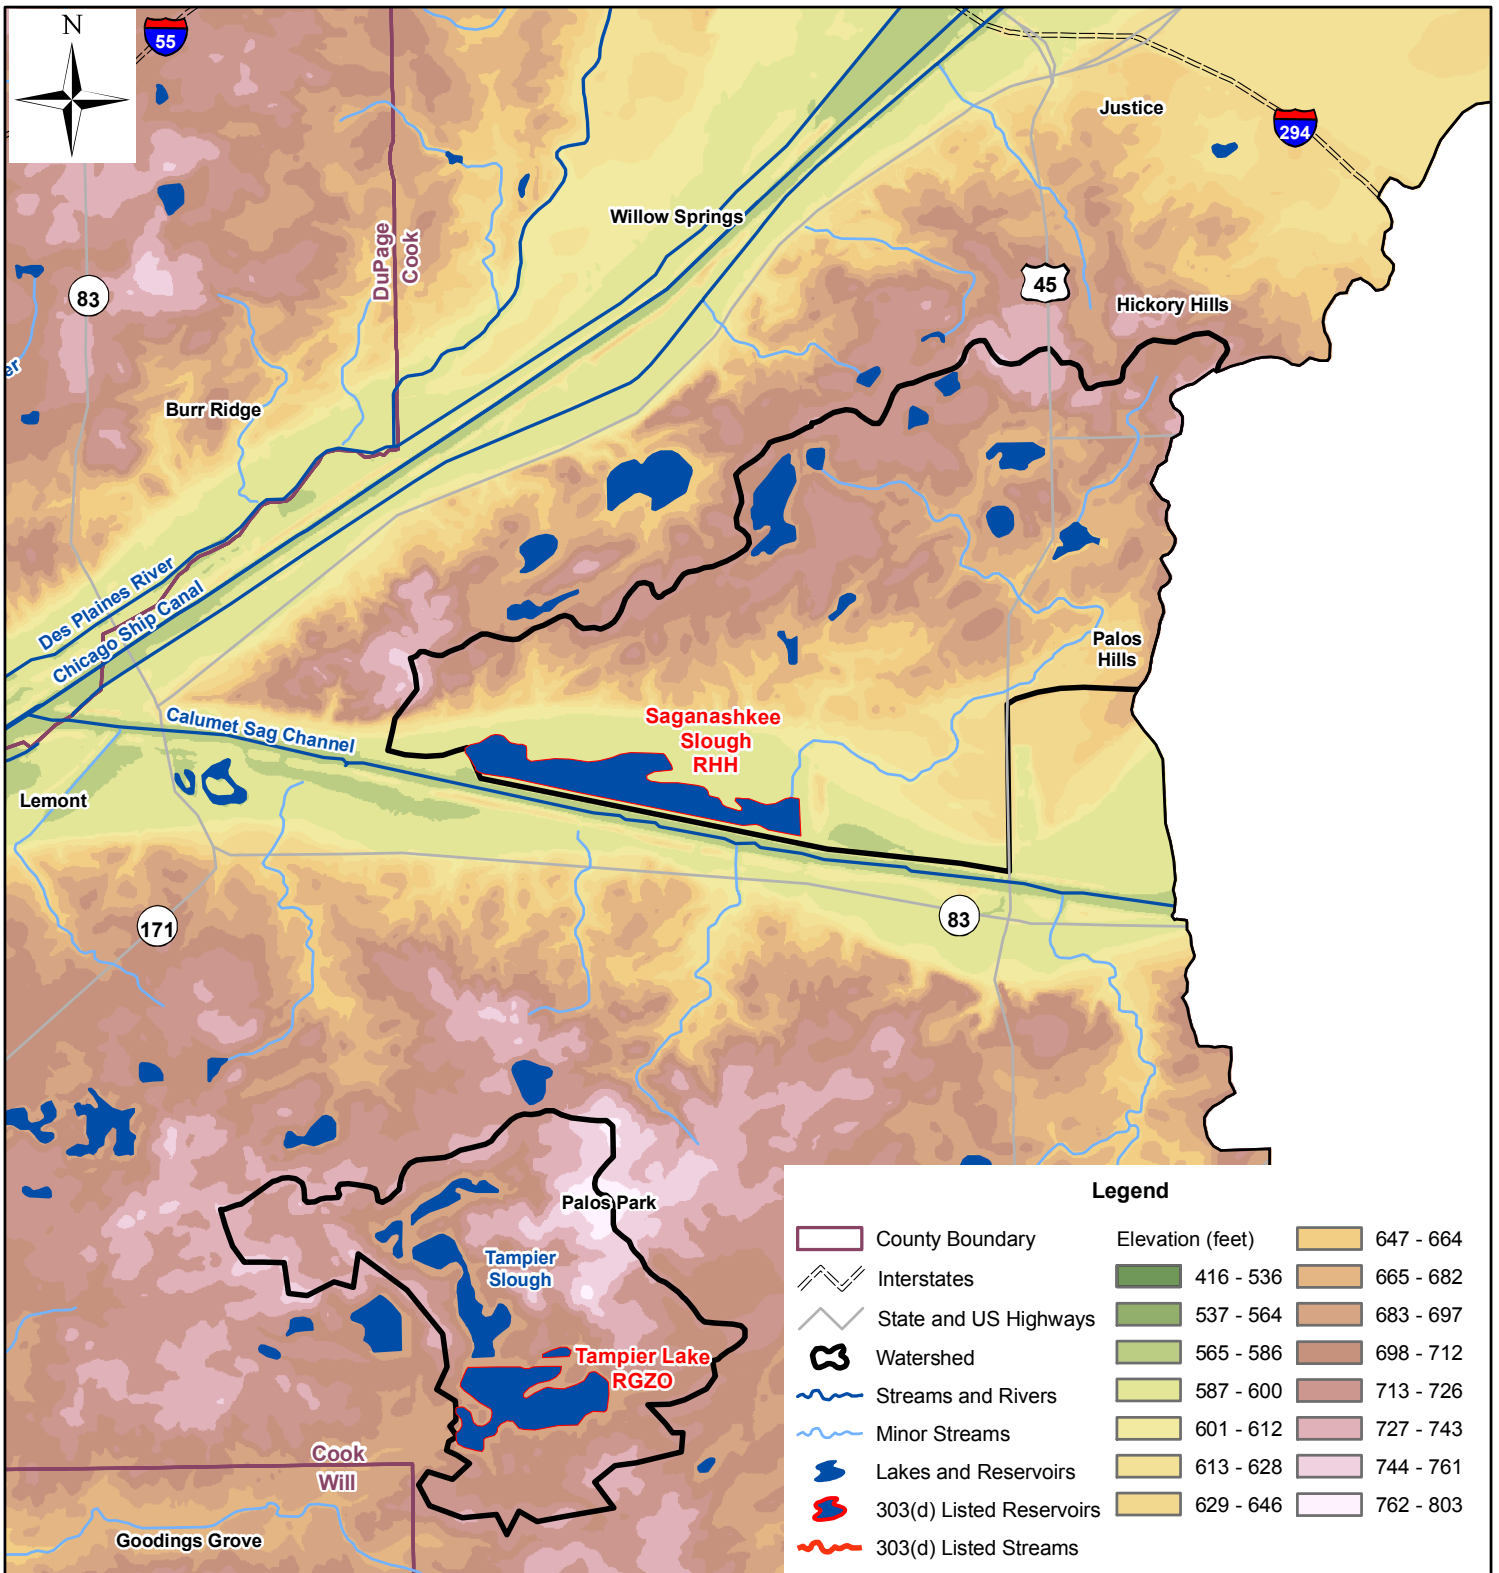 N
55
Justice
294
Willow Springs
DuPage
Cook
83
45
Hickory Hills
er
Burr Ridge
Des Plaines River
Chicago Ship Canal
Palos
Hills
Saganashkee
Slough
RHH
Calumet Sag Channel
Lemont
171
83
Palos Park
Tampier
Slough
Tampier Lake
RGZO
Cook
Will
Goodings Grove
Legend
County Boundary
Interstates
State and US Highways
Watershed
Streams and Rivers
Minor Streams
Lakes and Reservoirs
303(d) Listed Reservoirs
303(d) Listed Streams
Elevation (feet)
416 - 536
537 - 564
565 - 586
587 - 600
601 - 612
613 - 628
629 - 646
647 - 664
665 - 682
683 - 697
698 - 712
713 - 726
727 - 743
744 - 761
762 - 803